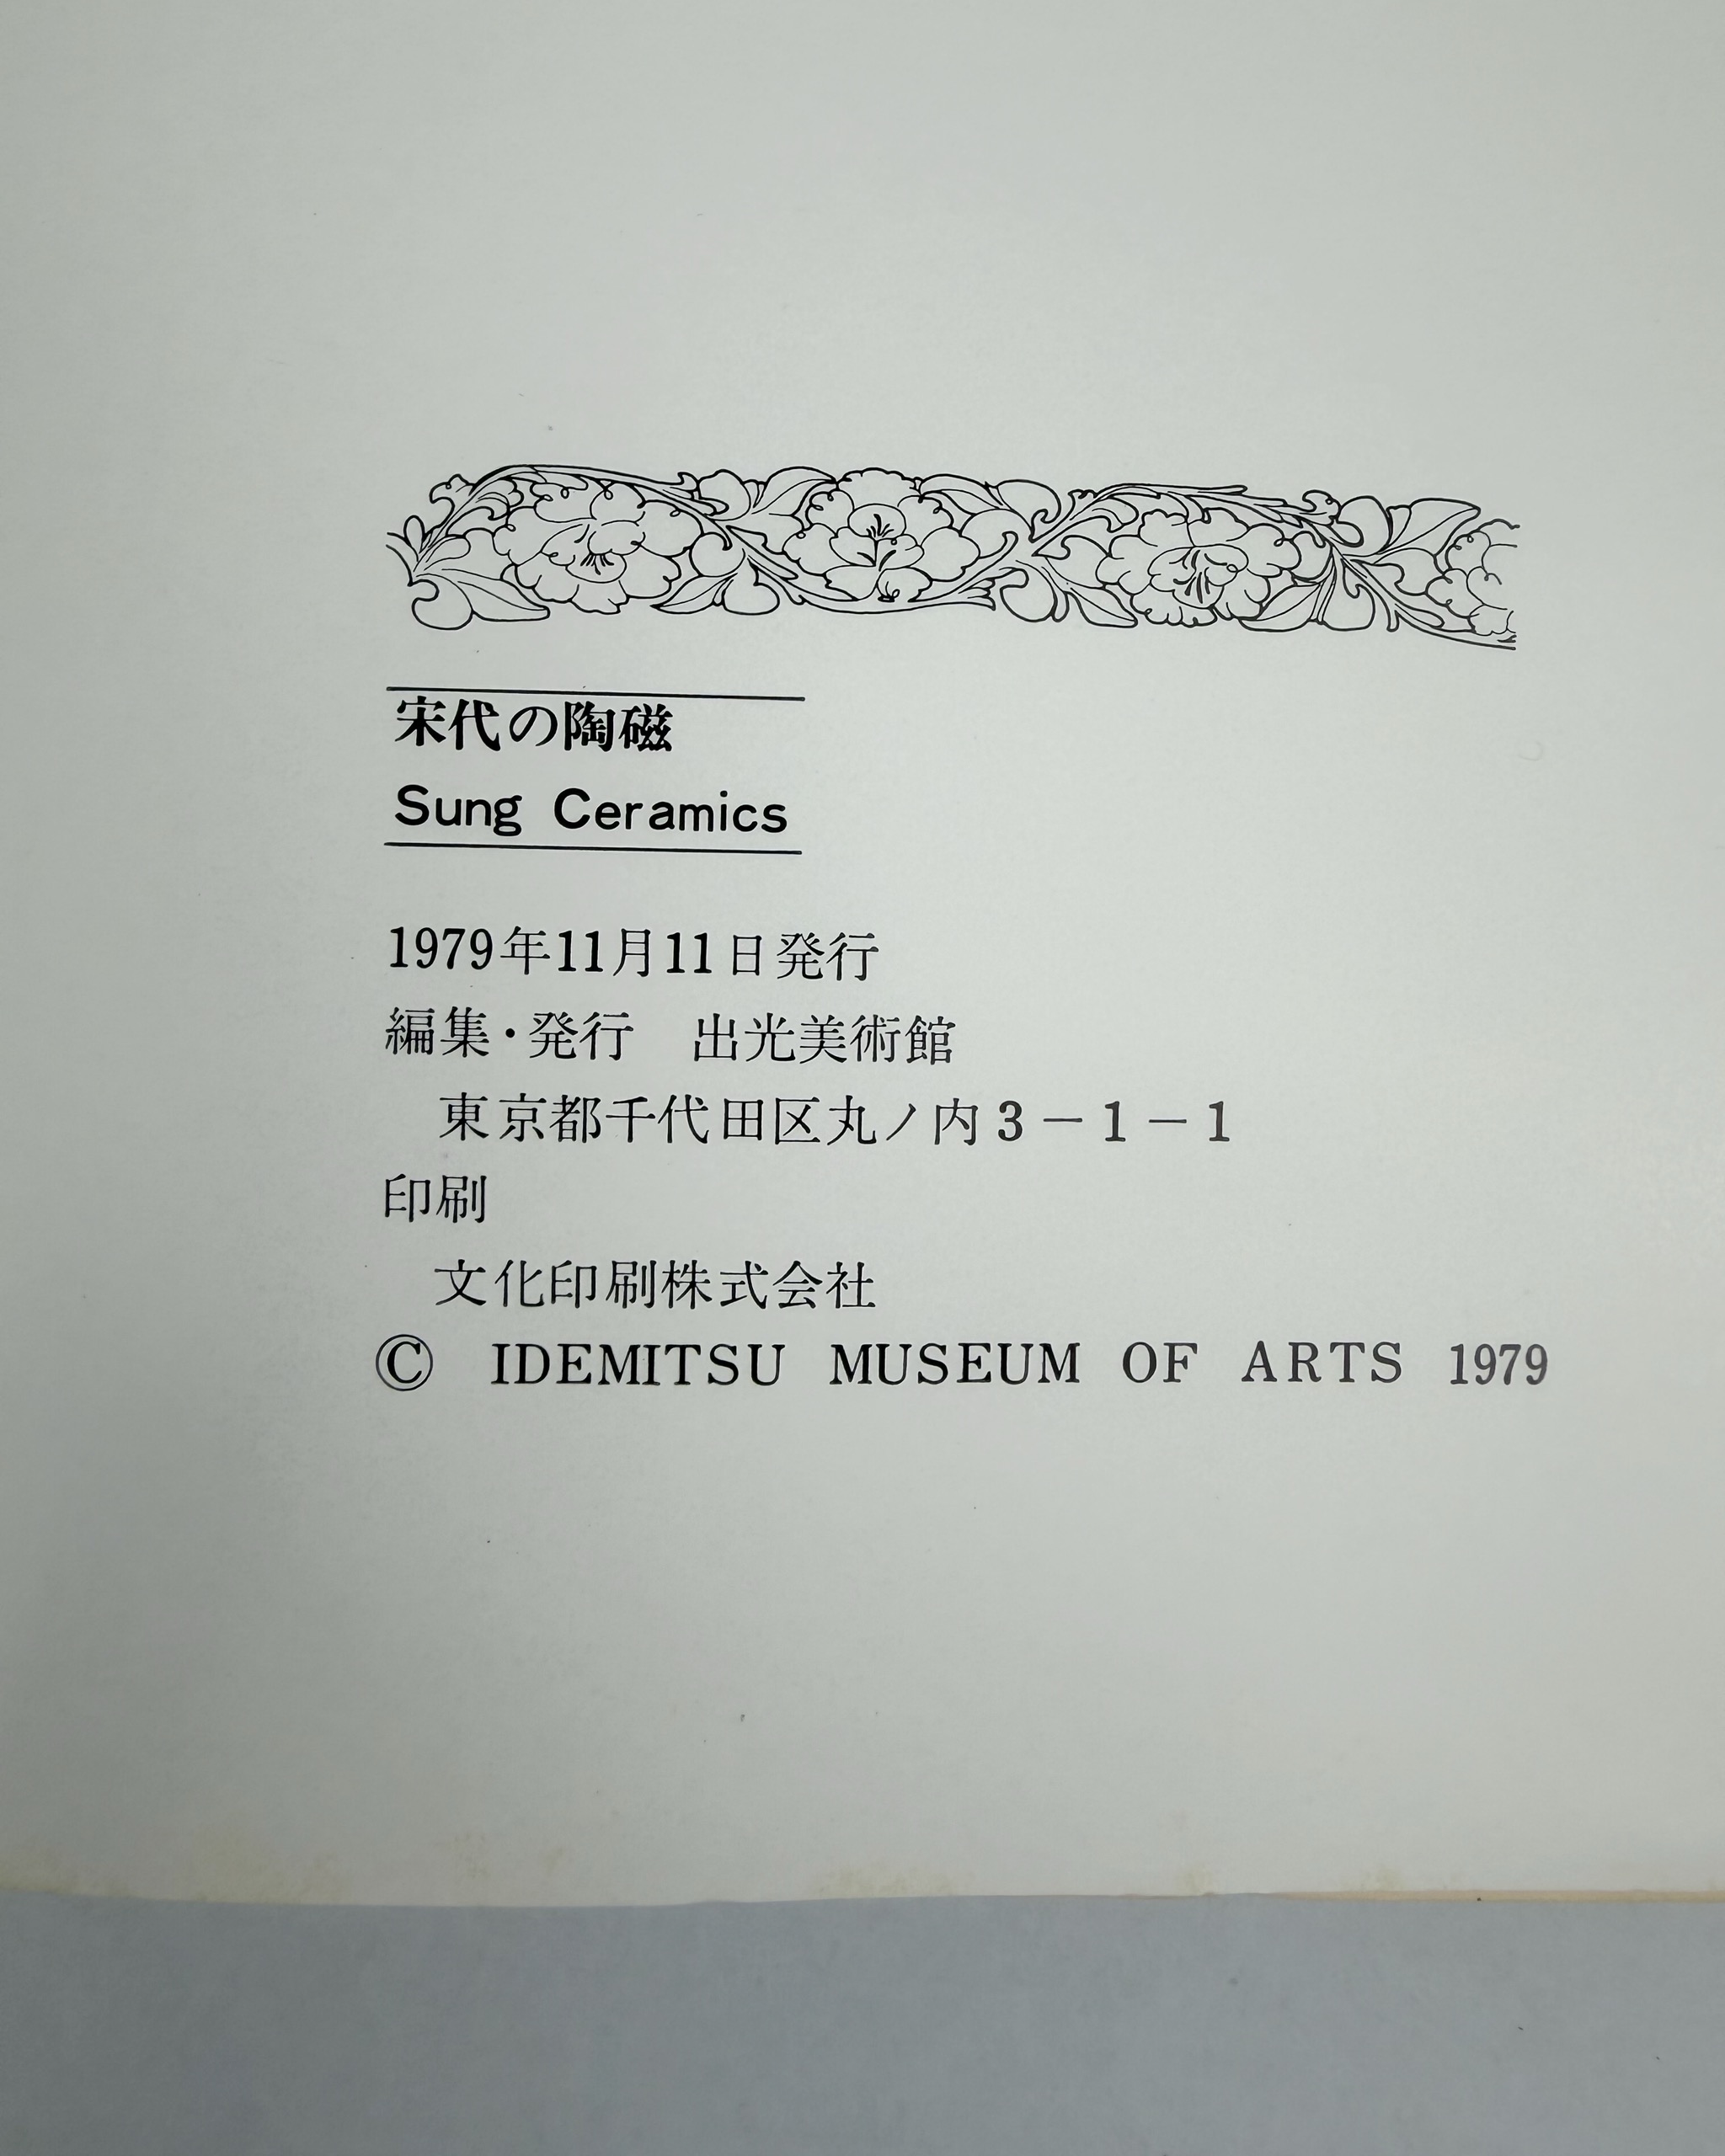 宋代の陶磁
Sung Ceramics
1979年11月11日発行
編集・発行　出光美術館
東京都千代田区丸ノ内3－1－1
印刷
文化印刷株式会社
© IDEMITSU MUSEUM OF ARTS 1979